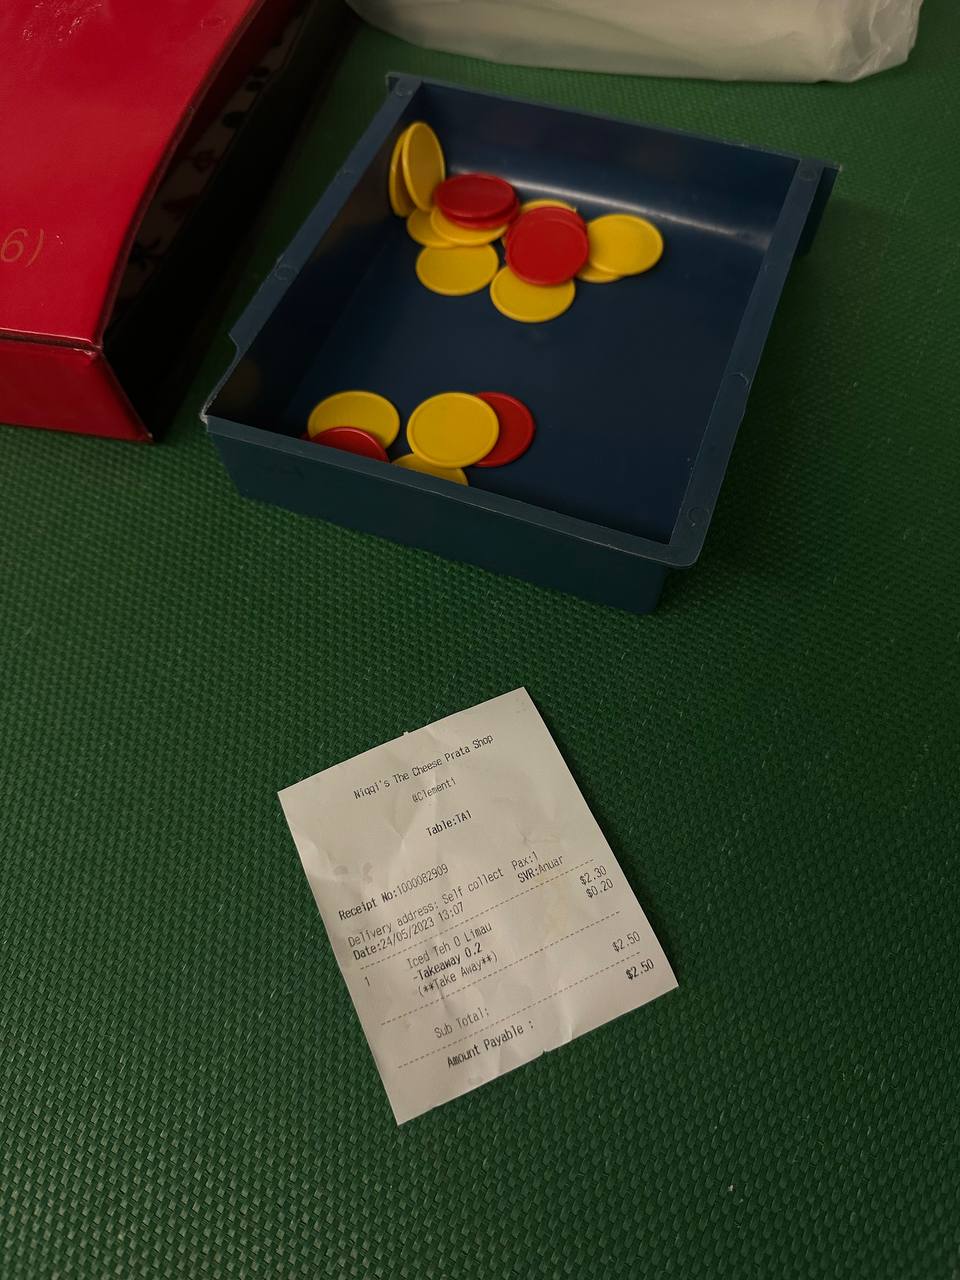 6)
Niqqi's The Cheese Prata Shop
@Clementi
Table:TA1
Receipt No:1000082909
Delivery address: Self collect Pax:1
Date:24/05/2023 13:07 SVR:Anuar
1 Iced Teh O Limau $2.30
-Takeaway 0.2 $0.20
(**Take Away**)
Sub Total: $2.50
Amount Payable : $2.50